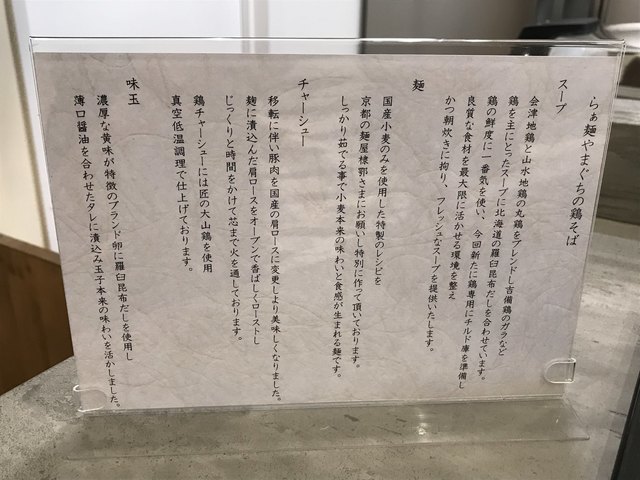 らぁ麺やまぐちの鶏そば
スープ
会津地鶏と山水地鶏の丸鶏をブレンドし吉備鶏のガラなど
鶏を主にとったスープに北海道の羅臼昆布だしを合わせています。
鶏の鮮度に一番気を使い、今回新たに鶏専用にチルド庫を準備し
良質な食材を最大限に活かせる環境を整え
かつ朝炊きに拘り、フレッシュなスープを提供いたします。
麺
国産小麦のみを使用した特製のレシピを
京都の麺屋棣鄂さまにお願いし特別に作って頂いております。
しっかり茹でる事で小麦本来の味わいと食感が生まれる麺です。
チャーシュー
移転に伴い豚肉を国産の肩ロースに変更しより美味しくなりました。
麹に漬込んだ肩ロースをオーブンで香ばしくローストし
じっくりと時間をかけて芯まで火を通しております。
鶏チャーシューには匠の大山鶏を使用
真空低温調理で仕上げております。
味玉
濃厚な黄味が特徴のブランド卵に羅臼昆布だしを使用し
薄口醤油を合わせたタレに漬込み玉子本来の味わいを活かしました。